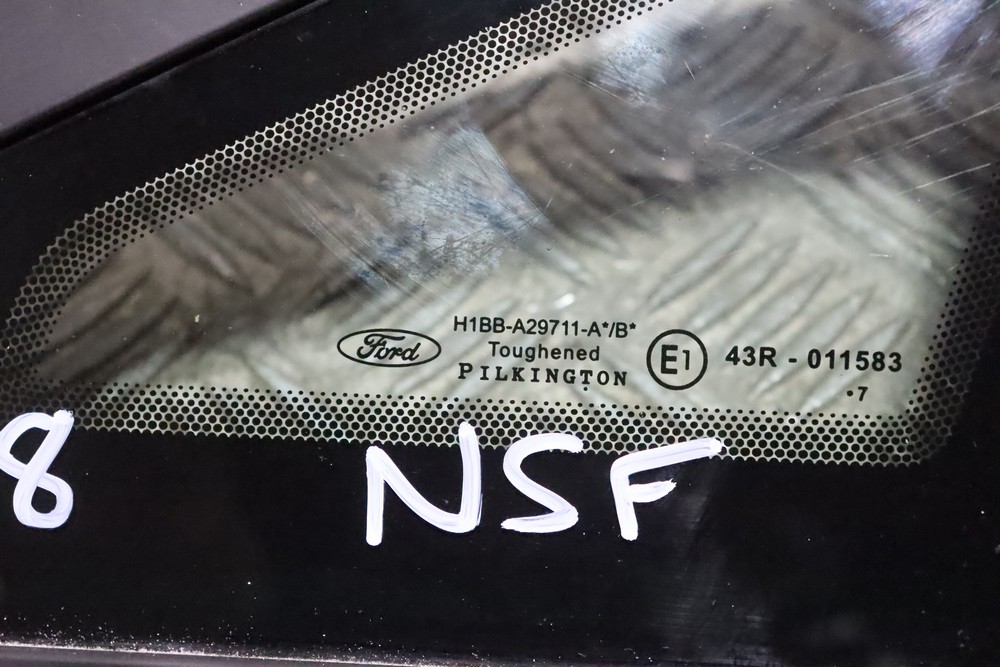 Ford
H1BB-A29711-A*/B*
Toughened
PILKINGTON
E1
43R - 011583
•7
8
NSF